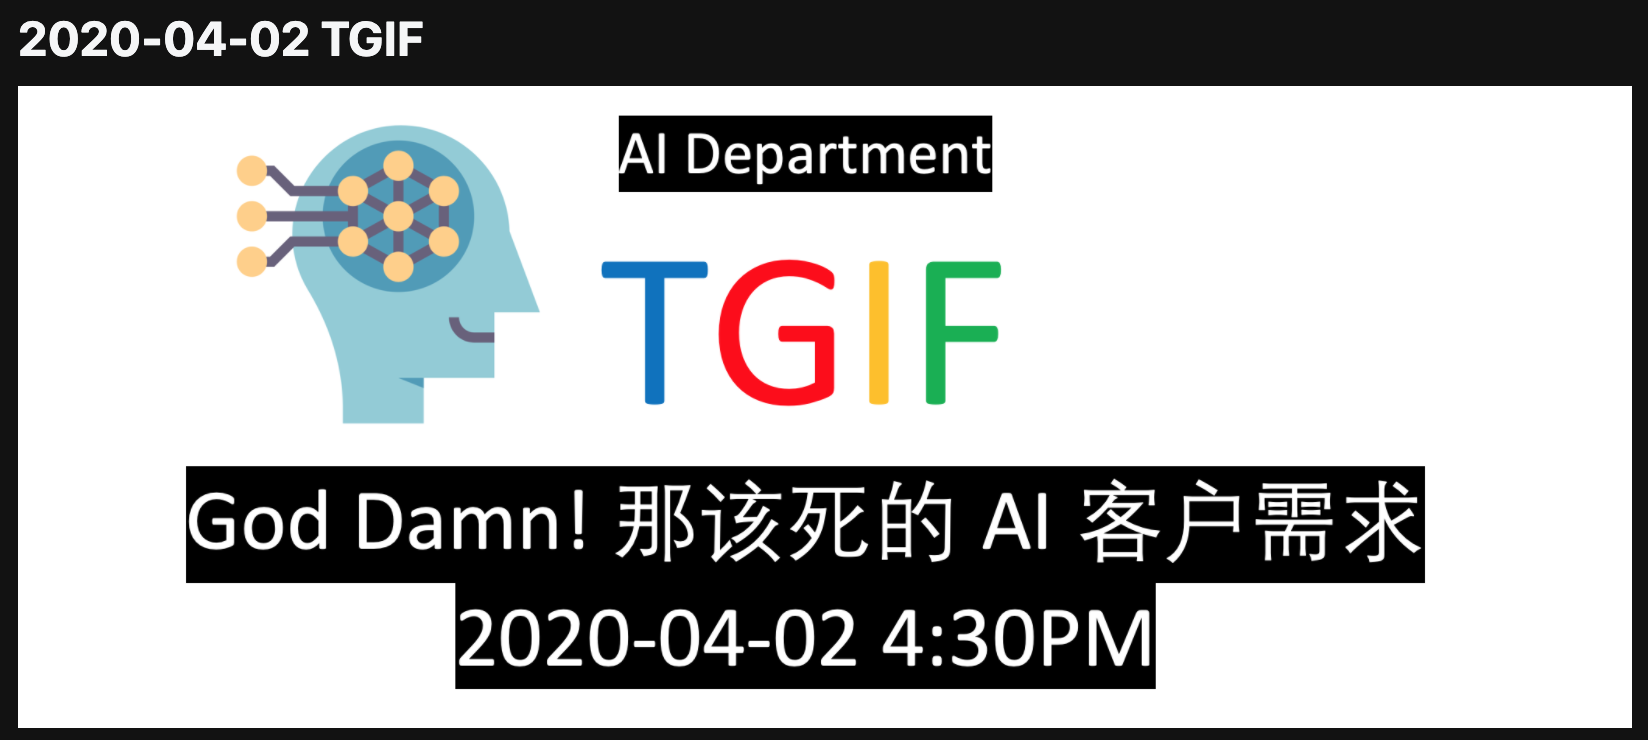 2020-04-02 TGIF
AI Department
TGIF
God Damn! 那该死的 AI 客户需求
2020-04-02 4:30PM